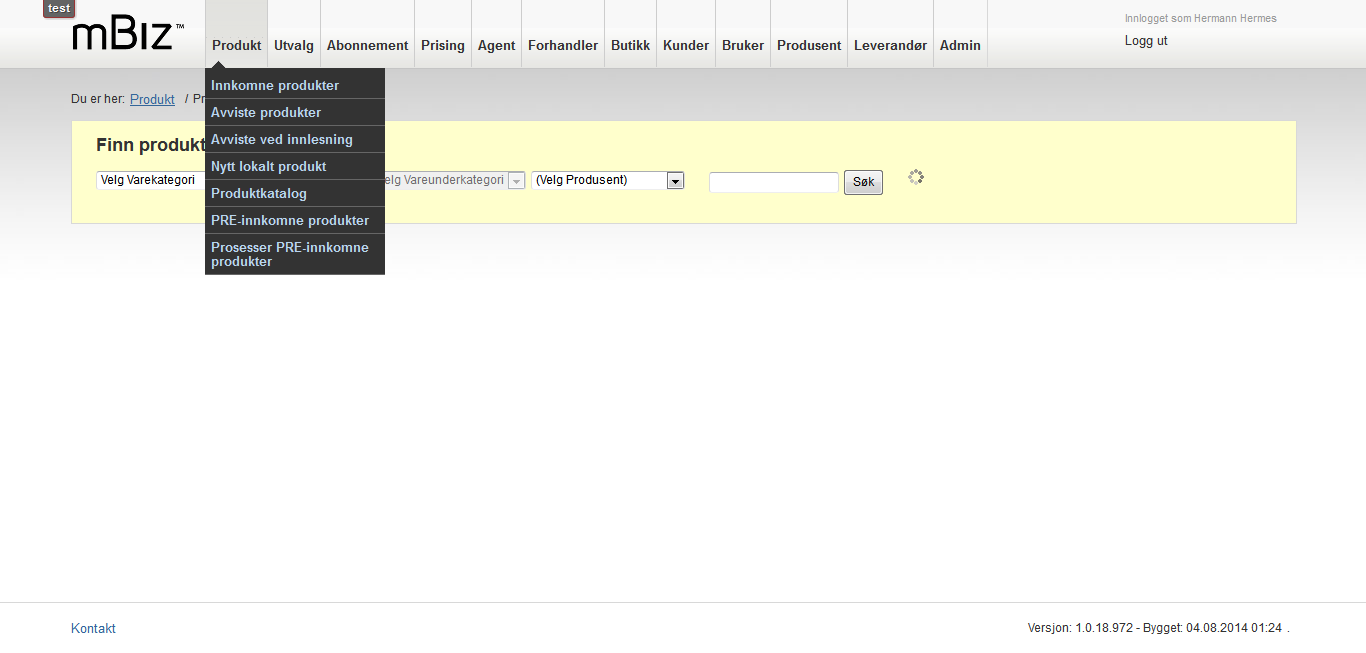 test
mBiz™
Produkt Utvalg Abonnement Prising Agent Forhandler Butikk Kunder Bruker Produsent Leverandør Admin
Innlogget som Hermann Hermes
Logg ut
Innkomne produkter
Avviste produkter
Avviste ved innlesning
Nytt lokalt produkt
Produktkatalog
PRE-innkomne produkter
Prosesser PRE-innkomne
produkter
Du er her: Produkt /
Finn produkt
Velg Varekategori Vareunderkategori (Velg Produsent) Søk
Kontakt
Versjon: 1.0.18.972 - Bygget: 04.08.2014 01:24 .